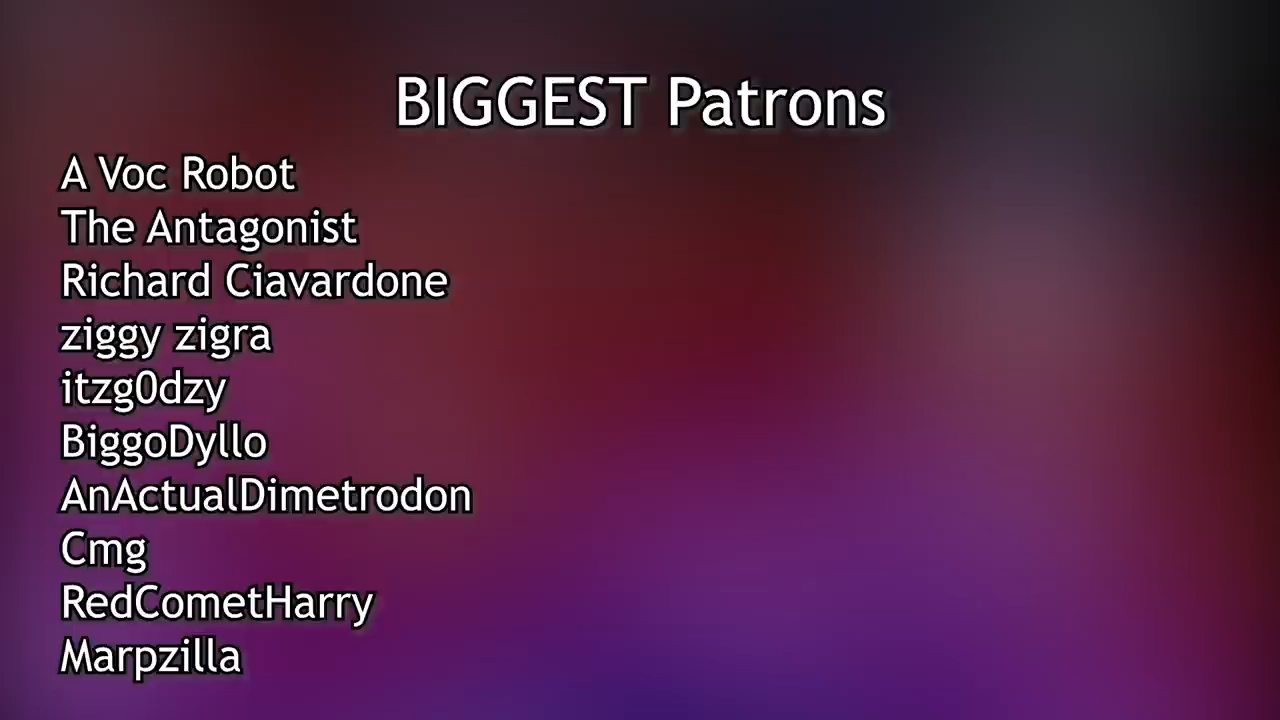 BIGGEST Patrons
A Voc Robot
The Antagonist
Richard Ciavardone
ziggy zigra
itzg0dzy
BiggoDyllo
AnActualDimetrodon
Cmg
RedCometHarry
Marpzilla